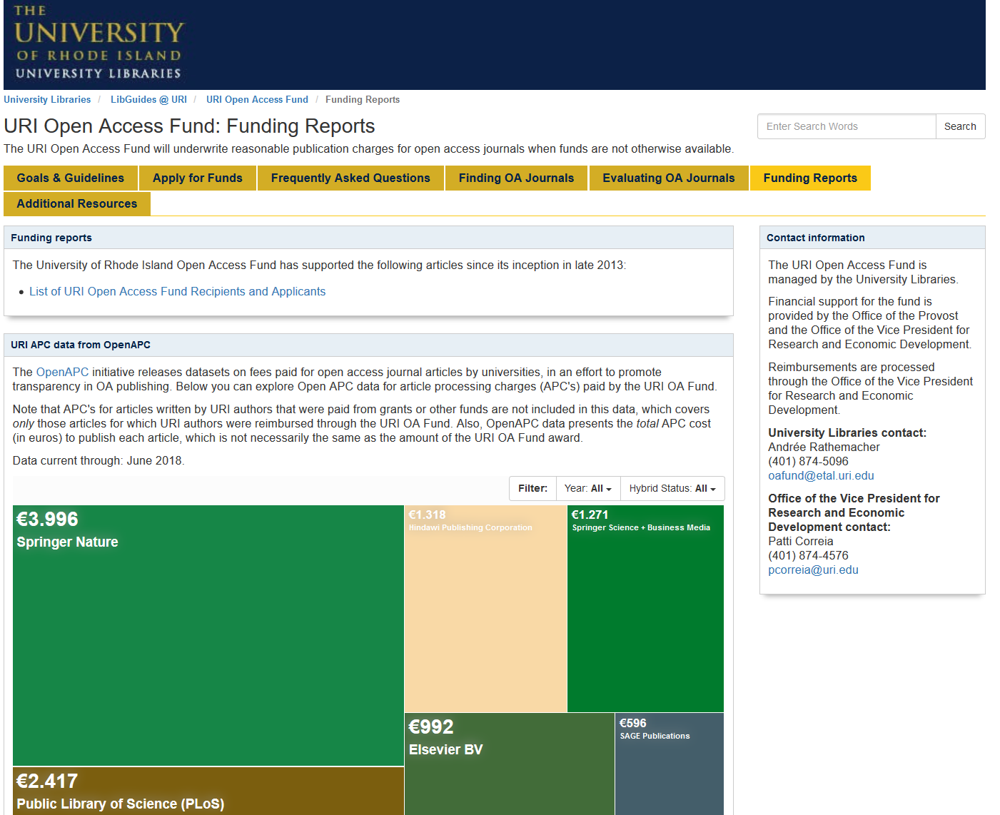 THE
UNIVERSITY
OF RHODE ISLAND
UNIVERSITY LIBRARIES
University Libraries / LibGuides @ URI / URI Open Access Fund / Funding Reports
URI Open Access Fund: Funding Reports
Enter Search Words
Search
The URI Open Access Fund will underwrite reasonable publication charges for open access journals when funds are not otherwise available.
Goals & Guidelines
Apply for Funds
Frequently Asked Questions
Finding OA Journals
Evaluating OA Journals
Funding Reports
Additional Resources
Funding reports
The University of Rhode Island Open Access Fund has supported the following articles since its inception in late 2013:
• List of URI Open Access Fund Recipients and Applicants
URI APC data from OpenAPC
The OpenAPC initiative releases datasets on fees paid for open access journal articles by universities, in an effort to promote
transparency in OA publishing. Below you can explore Open APC data for article processing charges (APC's) paid by the URI OA Fund.
Note that APC's for articles written by URI authors that were paid from grants or other funds are not included in this data, which covers
only those articles for which URI authors were reimbursed through the URI OA Fund. Also, OpenAPC data presents the total APC cost
(in euros) to publish each article, which is not necessarily the same as the amount of the URI OA Fund award.
Data current through: June 2018.
Filter:
Year: All
Hybrid Status: All
€3.996
Springer Nature
€1.318
Hindawi Publishing Corporation
€1.271
Springer Science + Business Media
€992
Elsevier BV
€596
SAGE Publications
€2.417
Public Library of Science (PLoS)
Contact information
The URI Open Access Fund is
managed by the University Libraries.
Financial support for the fund is
provided by the Office of the Provost
and the Office of the Vice President for
Research and Economic Development.
Reimbursements are processed
through the Office of the Vice President
for Research and Economic
Development.
University Libraries contact:
Andrée Rathemacher
(401) 874-5096
oafund@etal.uri.edu
Office of the Vice President for
Research and Economic
Development contact:
Patti Correia
(401) 874-4576
pcorreia@uri.edu